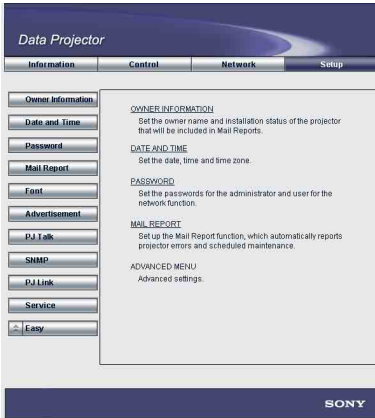 Data Projector
Information Control Network Setup
Owner Information
Date and Time
Password
Mail Report
Font
Advertisement
PJ Talk
SNMP
PJ Link
Service
Easy
OWNER INFORMATION
Set the owner name and installation status of the projector
that will be included in Mail Reports.
DATE AND TIME
Set the date, time and time zone.
PASSWORD
Set the passwords for the administrator and user for the
network function.
MAIL REPORT
Set up the Mail Report function, which automatically reports
projector errors and scheduled maintenance.
ADVANCED MENU
Advanced settings.
SONY